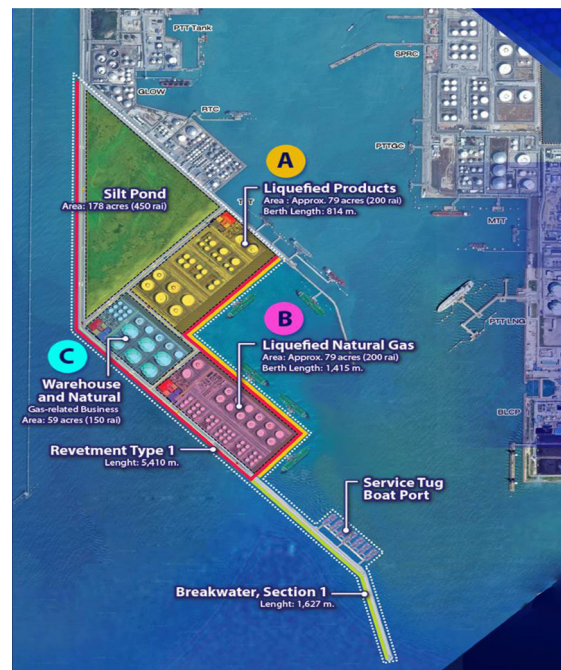 PTT Tank
SPRC
GLOW
RTC
A
PTTGC
Silt Pond
Area: 178 acres (450 rai)
Liquefied Products
Area : Approx. 79 acres (200 rai)
Berth Length: 814 m.
MTT
B
PTT LNG
C
Liquefied Natural Gas
Area: Approx. 79 acres (200 rai)
Berth Length: 1,415 m.
Warehouse
and Natural
Gas-related Business
Area: 59 acres (150 rai)
BLCP
Revetment Type 1
Lenght: 5,410 m.
Service Tug
Boat Port
Breakwater, Section 1
Lenght: 1,627 m.